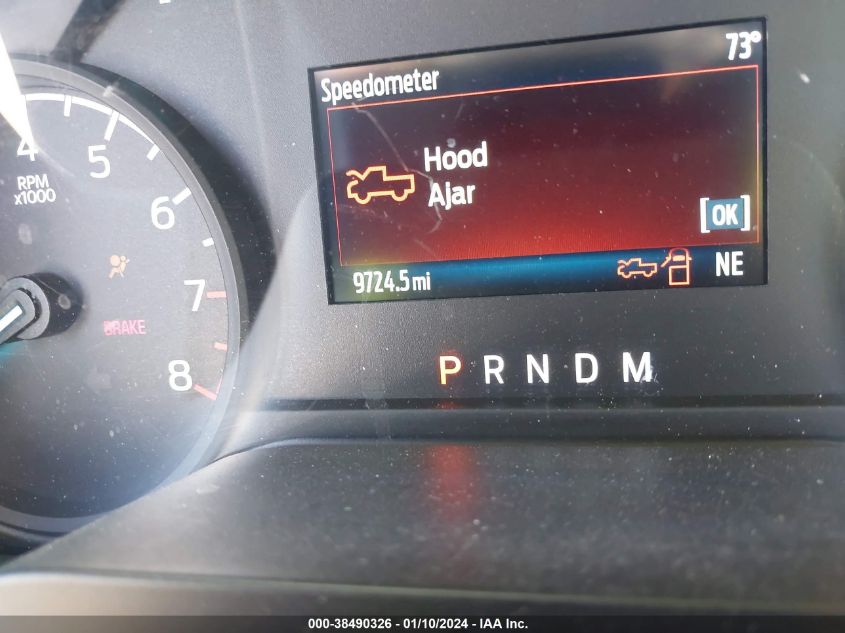 73°
Speedometer
Hood
Ajar
[OK]
9724.5 mi
NE
P R N D M
4
5
6
7
8
RPM
x1000
BRAKE
000-38490326 - 01/10/2024 - IAA Inc.